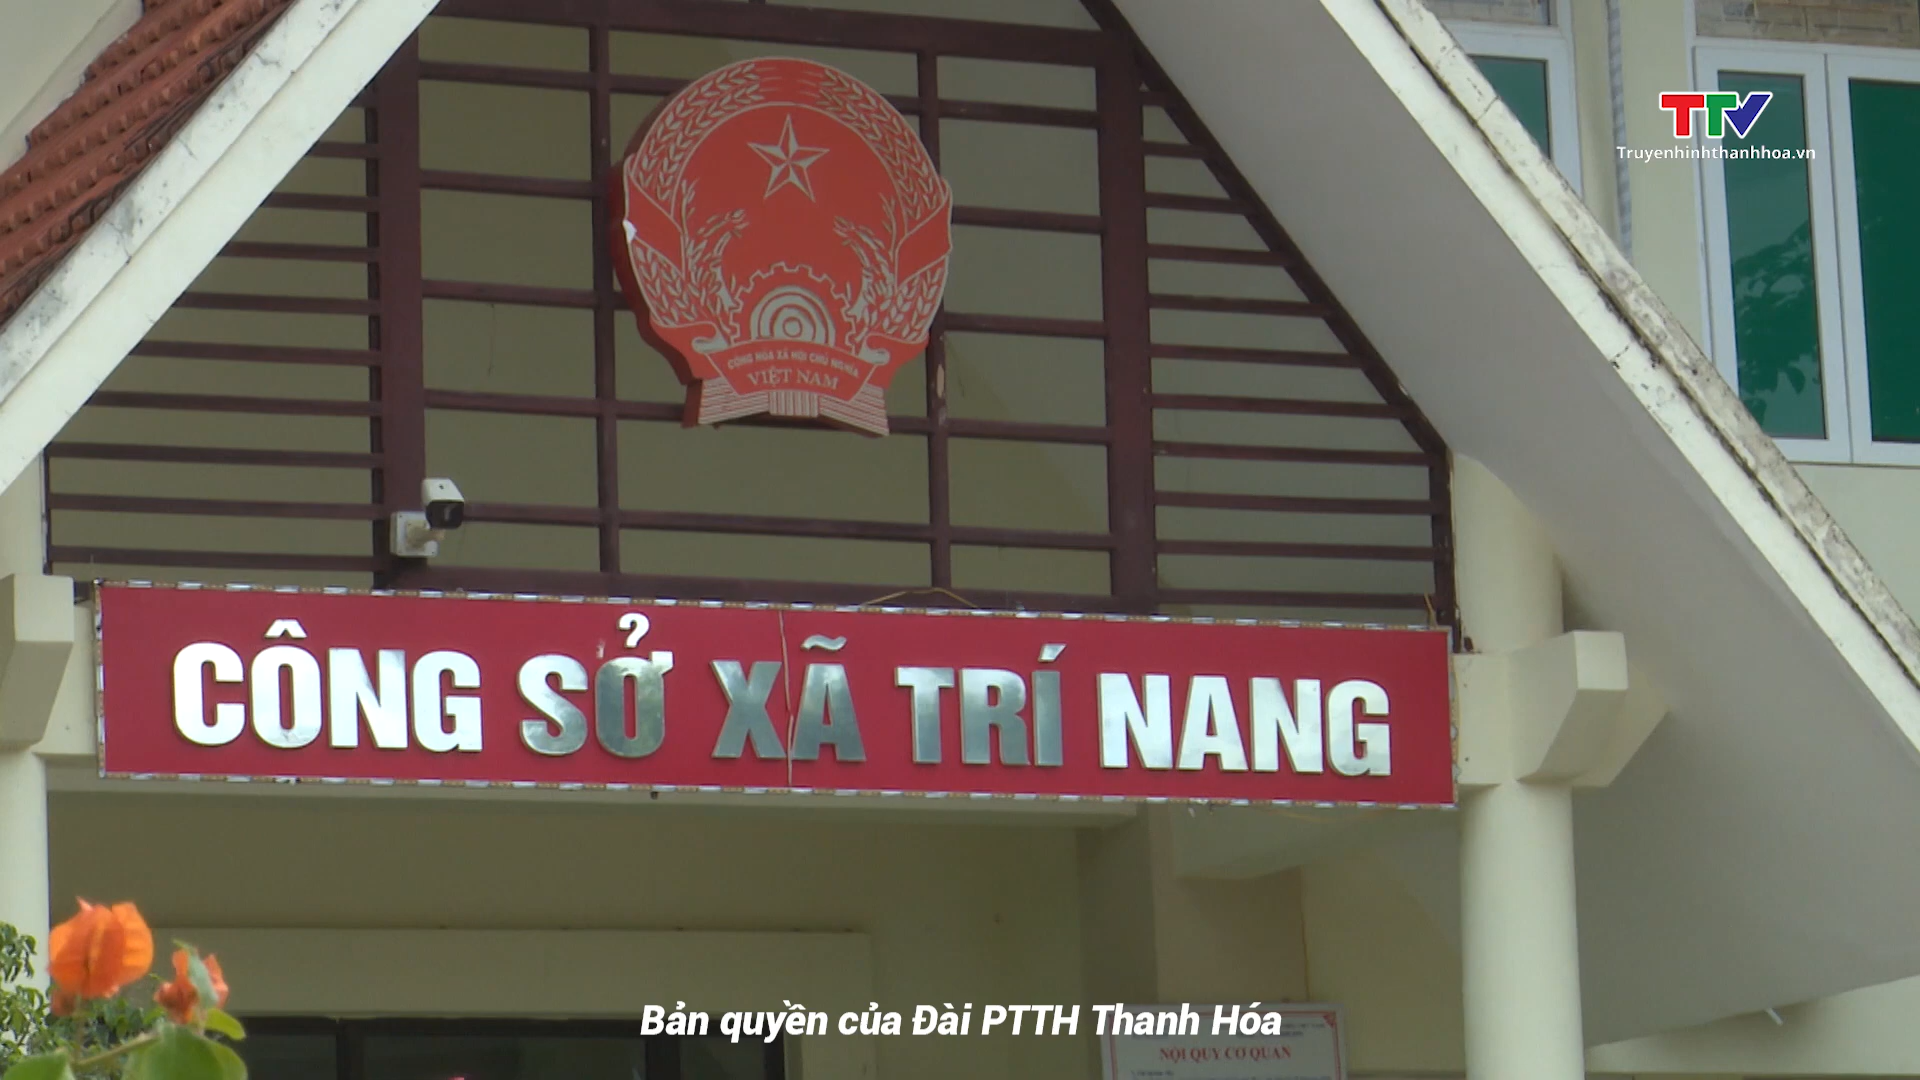 TTV
Truyenhinhthanhhoa.vn
CỘNG HÒA XÃ HỘI CHỦ NGHĨA
VIỆT NAM
CÔNG SỞ XÃ TRÍ NANG
Bản quyền của Đài PTTH Thanh Hóa
NỘI QUY CƠ QUAN